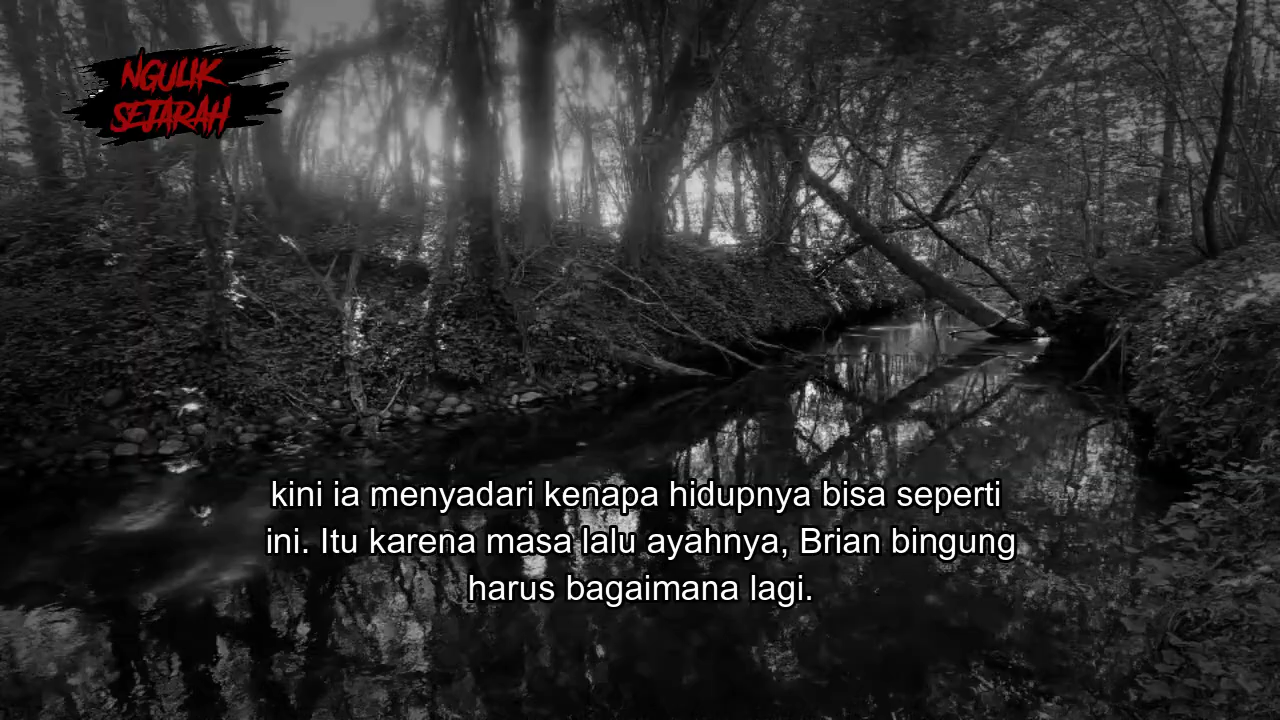 NGULIK
SEJARAH
kini ia menyadari kenapa hidupnya bisa seperti
ini. Itu karena masa lalu ayahnya, Brian bingung
harus bagaimana lagi.